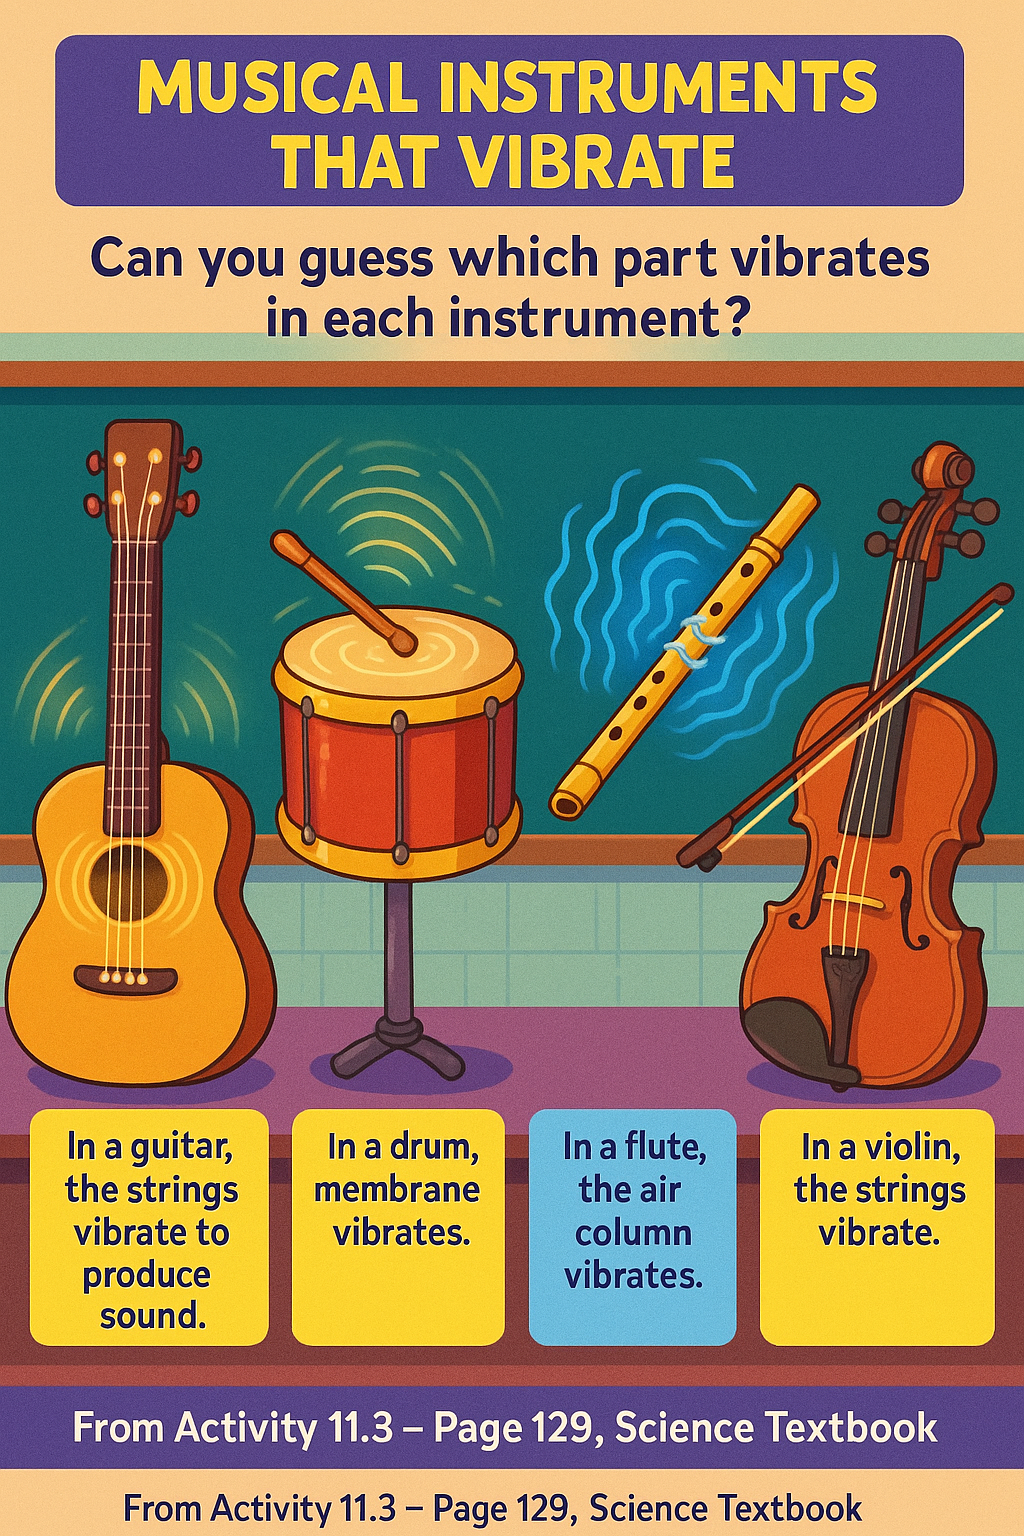 MUSICAL INSTRUMENTS
THAT VIBRATE
Can you guess which part vibrates
in each instrument?
In a guitar,
the strings
vibrate to
produce
sound.
In a drum,
membrane
vibrates.
In a flute,
the air
column
vibrates.
In a violin,
the strings
vibrate.
From Activity 11.3 – Page 129, Science Textbook
From Activity 11.3 – Page 129, Science Textbook